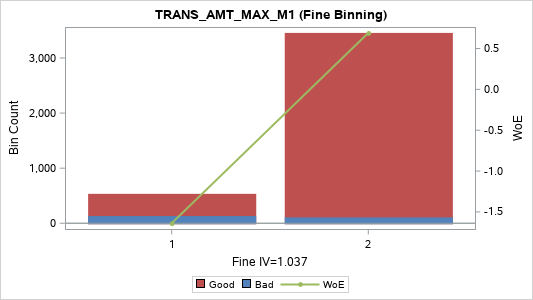 TRANS_AMT_MAX_M1 (Fine Binning)
Bin Count
3,000
2,000
1,000
0
0.5
0.0
-0.5
-1.0
-1.5
WoE
1 2
Fine IV=1.037
Good Bad WoE